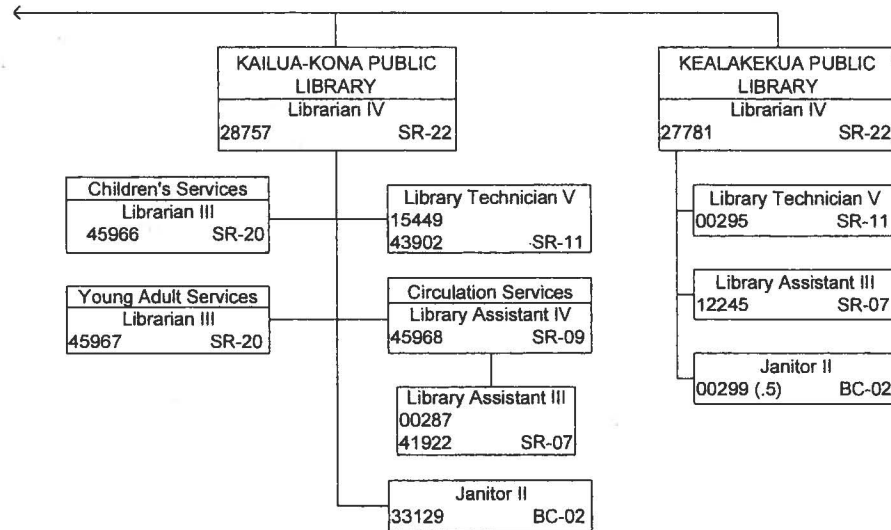 KAILUA-KONA PUBLIC
LIBRARY
Librarian IV
28757 SR-22
Children's Services
Librarian III
45966 SR-20
Library Technician V
15449
43902 SR-11
Young Adult Services
Librarian III
45967 SR-20
Circulation Services
Library Assistant IV
45968 SR-09
Library Assistant III
00287
41922 SR-07
Janitor II
33129 BC-02
KEALAKEKUA PUBLIC
LIBRARY
Librarian IV
27781 SR-22
Library Technician V
00295 SR-11
Library Assistant III
12245 SR-07
Janitor II
00299 (.5) BC-02